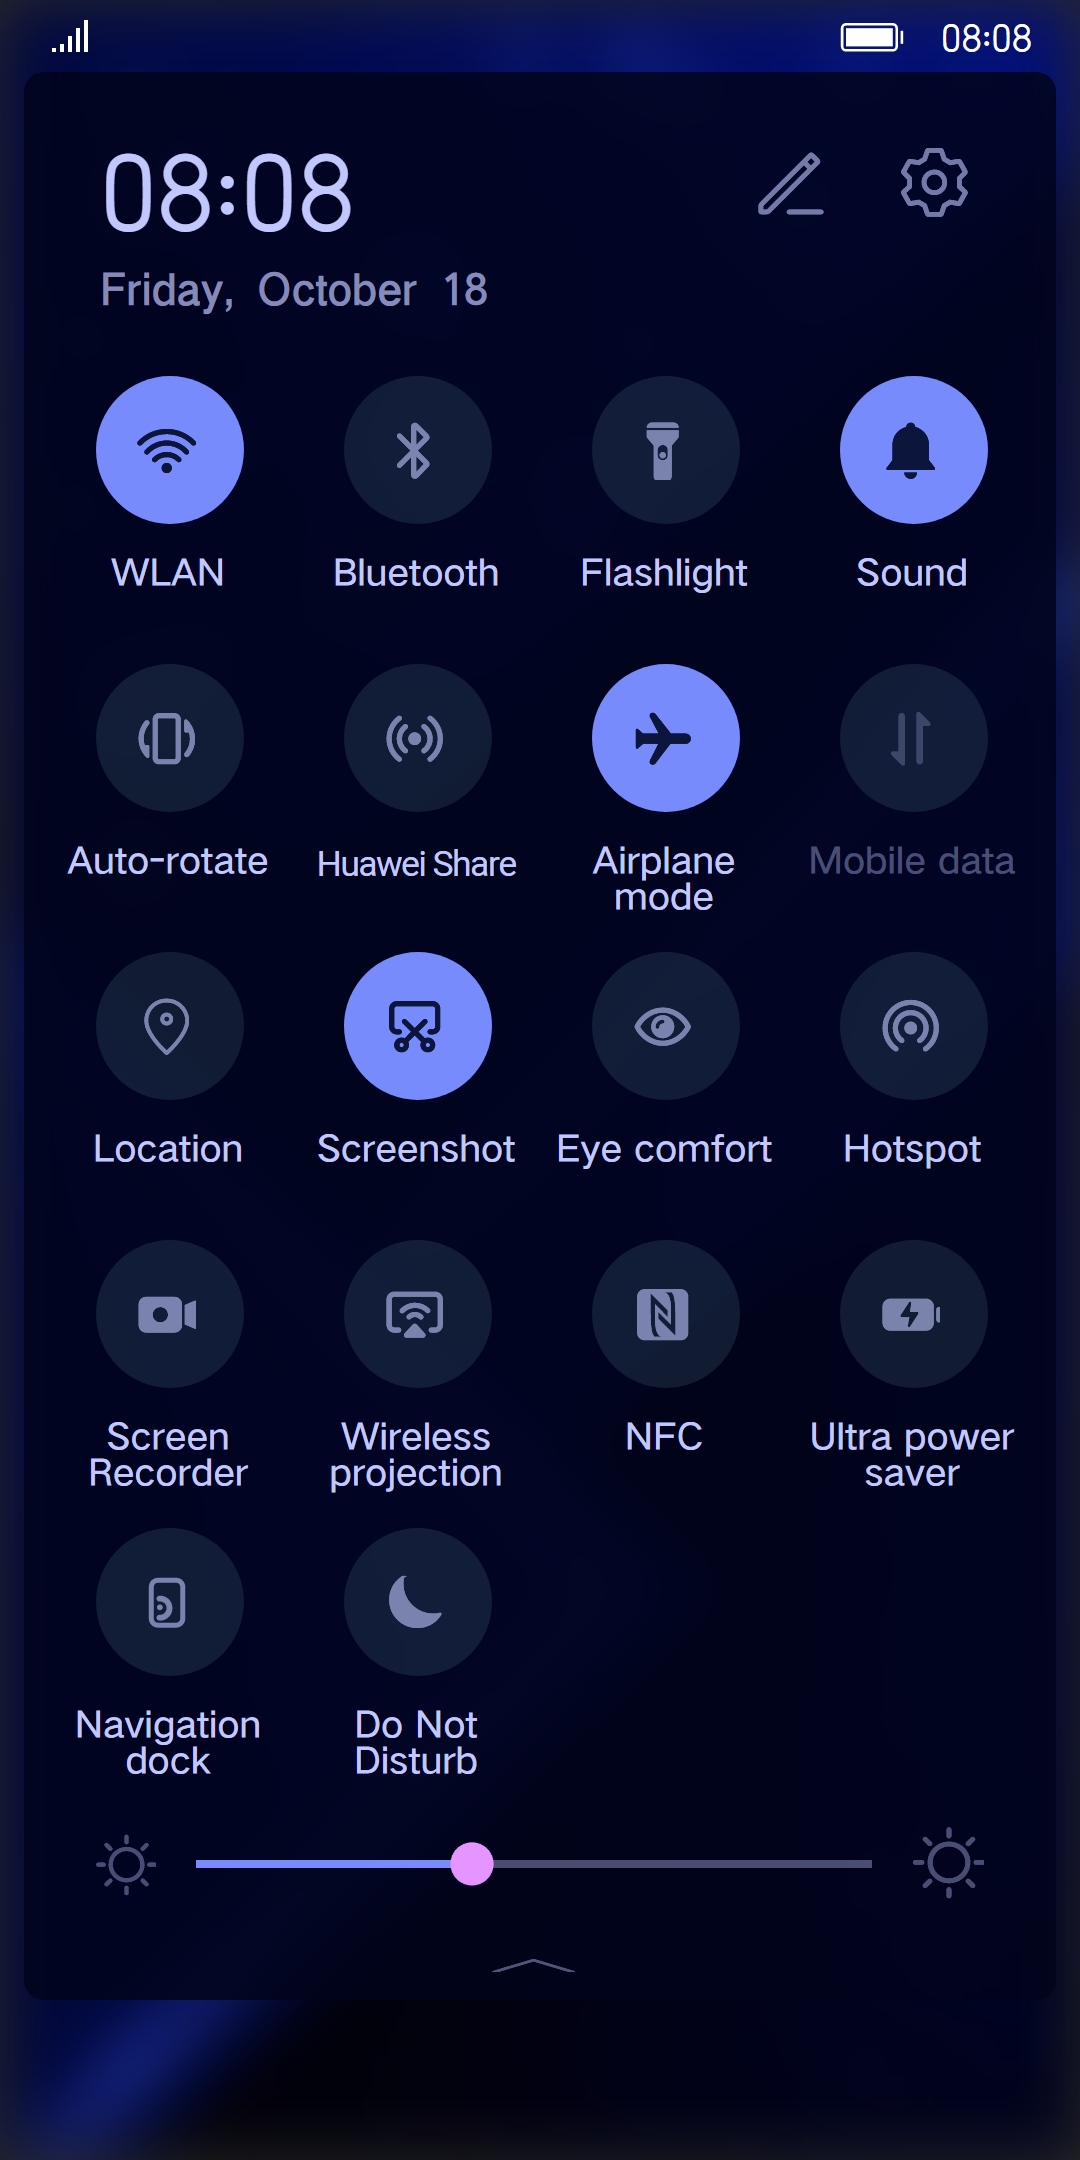 08:08
08:08
Friday, October 18
WLAN
Bluetooth
Flashlight
Sound
Auto-rotate
Huawei Share
Airplane
mode
Mobile data
Location
Screenshot
Eye comfort
Hotspot
Screen
Recorder
Wireless
projection
NFC
Ultra power
saver
Navigation
dock
Do Not
Disturb